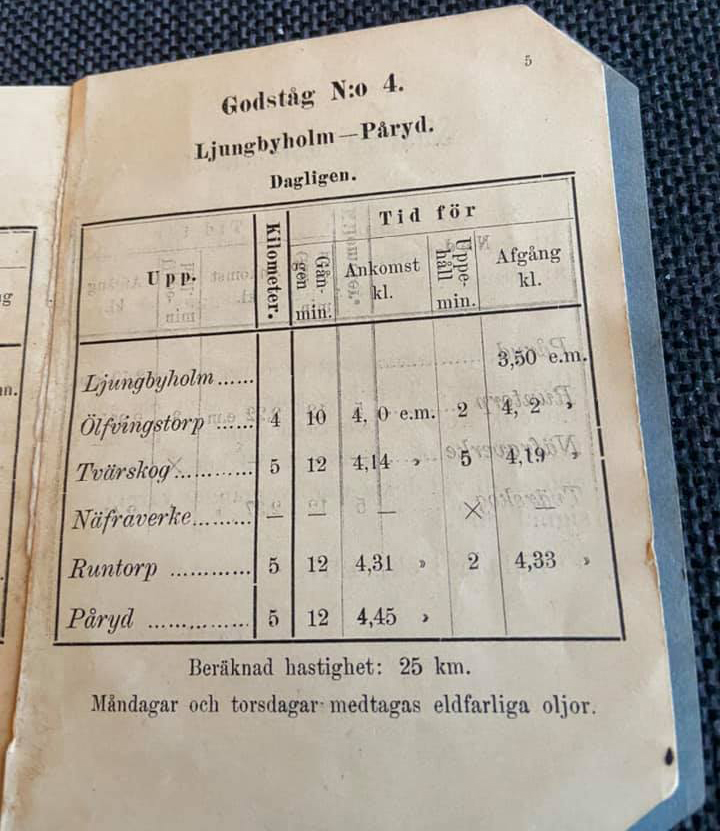 5
Godståg N:o 4.
Ljungbyholm—Påryd.
Dagligen.
Tid för
Upp. Kilometer. Gån-gen min. Ankomst kl. Uppe-håll min. Afgång kl.
Ljungbyholm ...... 3,50 e.m.
Ölfvingstorp ...... 4 10 4, 0 e.m. 2 4, 2 »
Tvärskog ............ 5 12 4,14 » 5 4,19 »
Näfraverke ......... — — — × —
Runtorp ............ 5 12 4,31 » 2 4,33 »
Påryd ............... 5 12 4,45 »
Beräknad hastighet: 25 km.
Måndagar och torsdagar medtagas eldfarliga oljor.